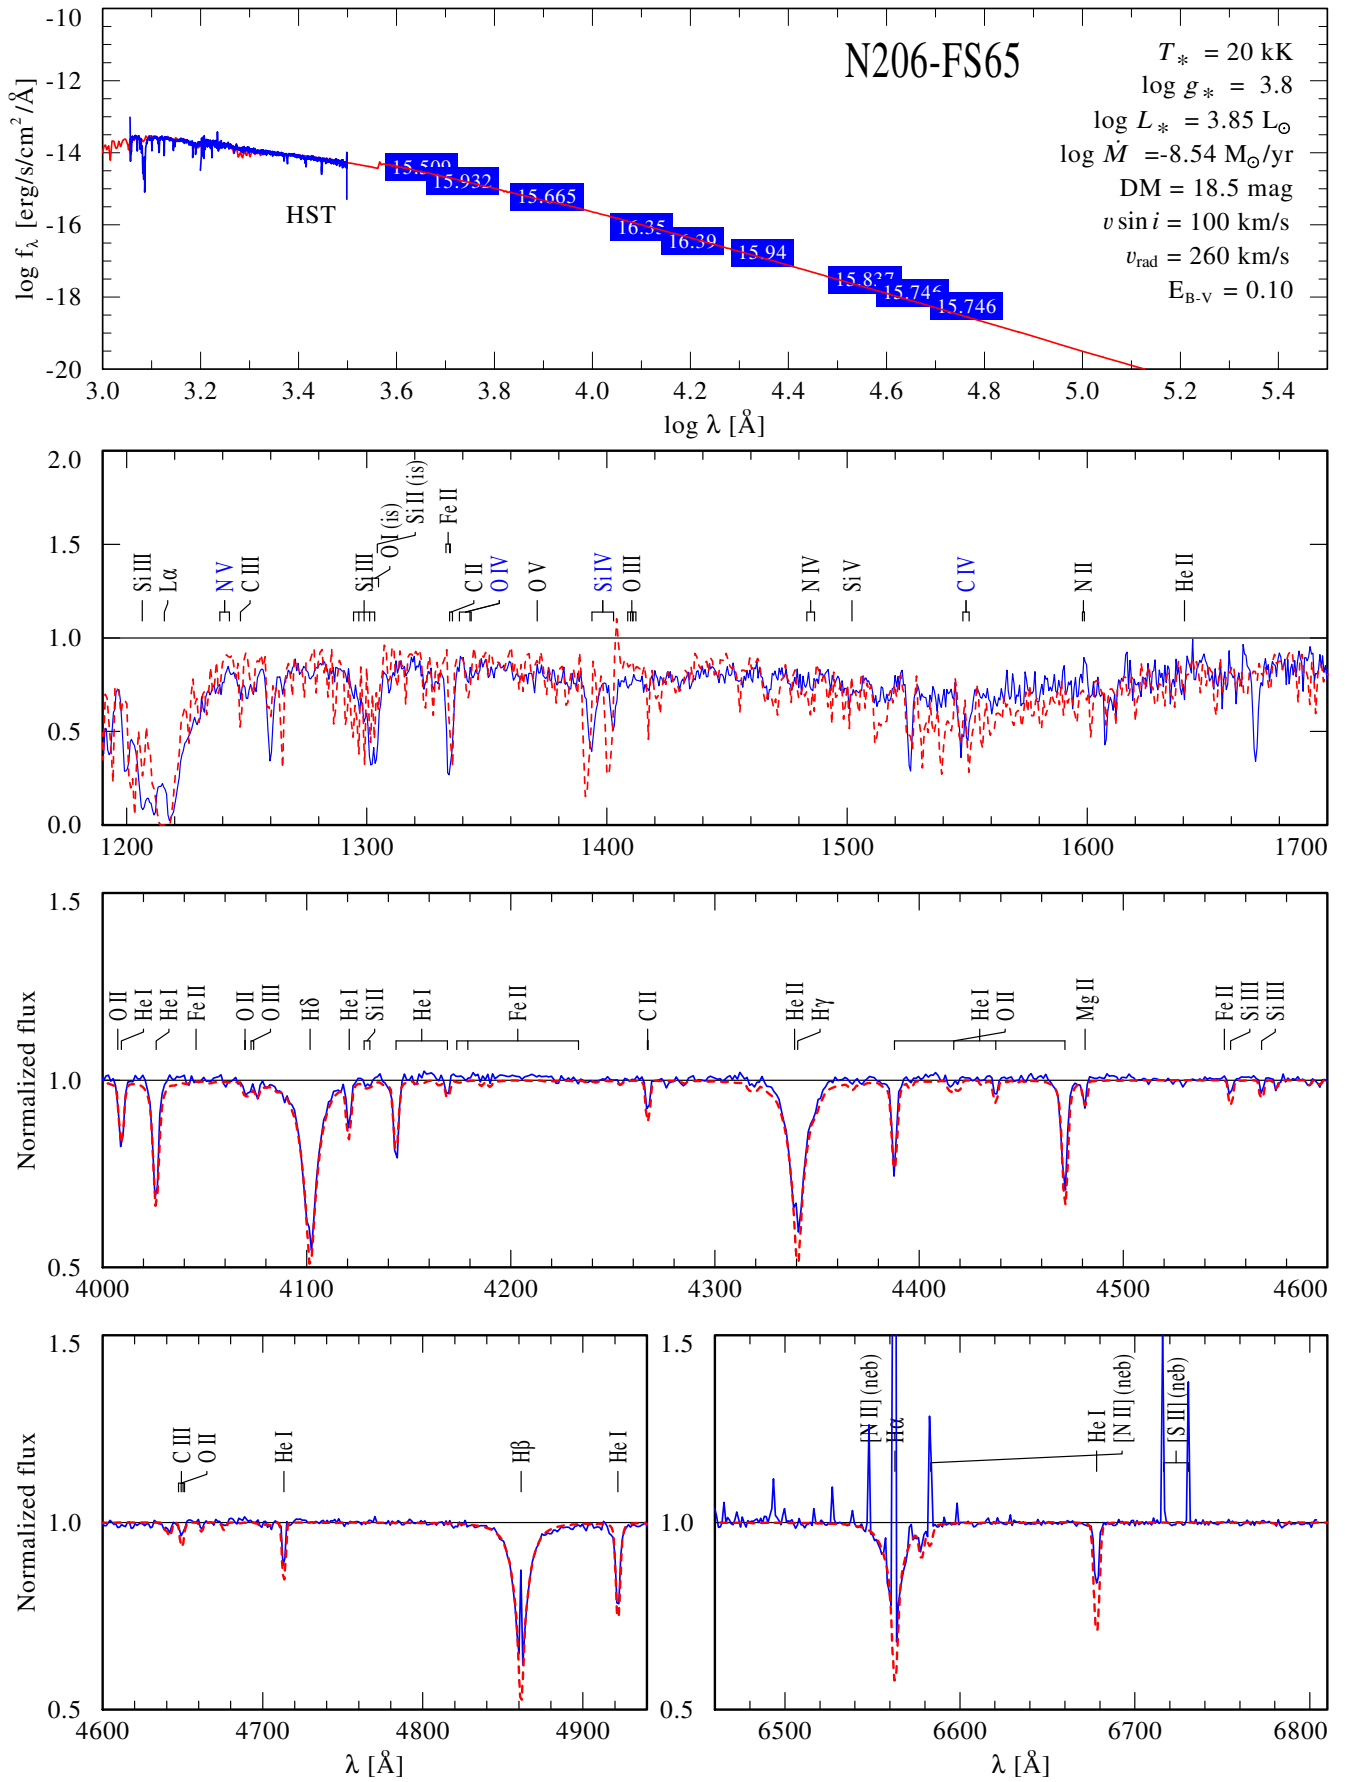 N206-FS65
T* = 20 kK
log g* = 3.8
log L* = 3.85 L⊙
log Ṁ =-8.54 M⊙/yr
DM = 18.5 mag
v sin i = 100 km/s
vrad = 260 km/s
EB-V = 0.10
HST
15.509
15.932
15.665
16.35
16.39
15.94
15.837
15.746
15.746
-10
-12
-14
-16
-18
-20
log fλ [erg/s/cm²/Å]
3.0 3.2 3.4 3.6 3.8 4.0 4.2 4.4 4.6 4.8 5.0 5.2 5.4
log λ [Å]
2.0
1.5
1.0
0.5
0.0
Si III
Lα
N V
C III
Si III
O I (is)
Si II (is)
Fe II
C II
O IV
O V
Si IV
O III
N IV
Si V
C IV
N II
He II
1200 1300 1400 1500 1600 1700
Normalized flux
1.5
1.0
0.5
O II
He I
He I
Fe II
O II
O III
Hδ
He I
Si II
He I
Fe II
C II
He II
Hγ
He I
O II
Mg II
Fe II
Si III
Si III
4000 4100 4200 4300 4400 4500 4600
Normalized flux
1.5
1.0
0.5
C III
O II
He I
Hβ
He I
4600 4700 4800 4900
λ [Å]
1.5
1.0
0.5
[N II] (neb)
Hα
He I
[N II] (neb)
[S II] (neb)
6500 6600 6700 6800
λ [Å]